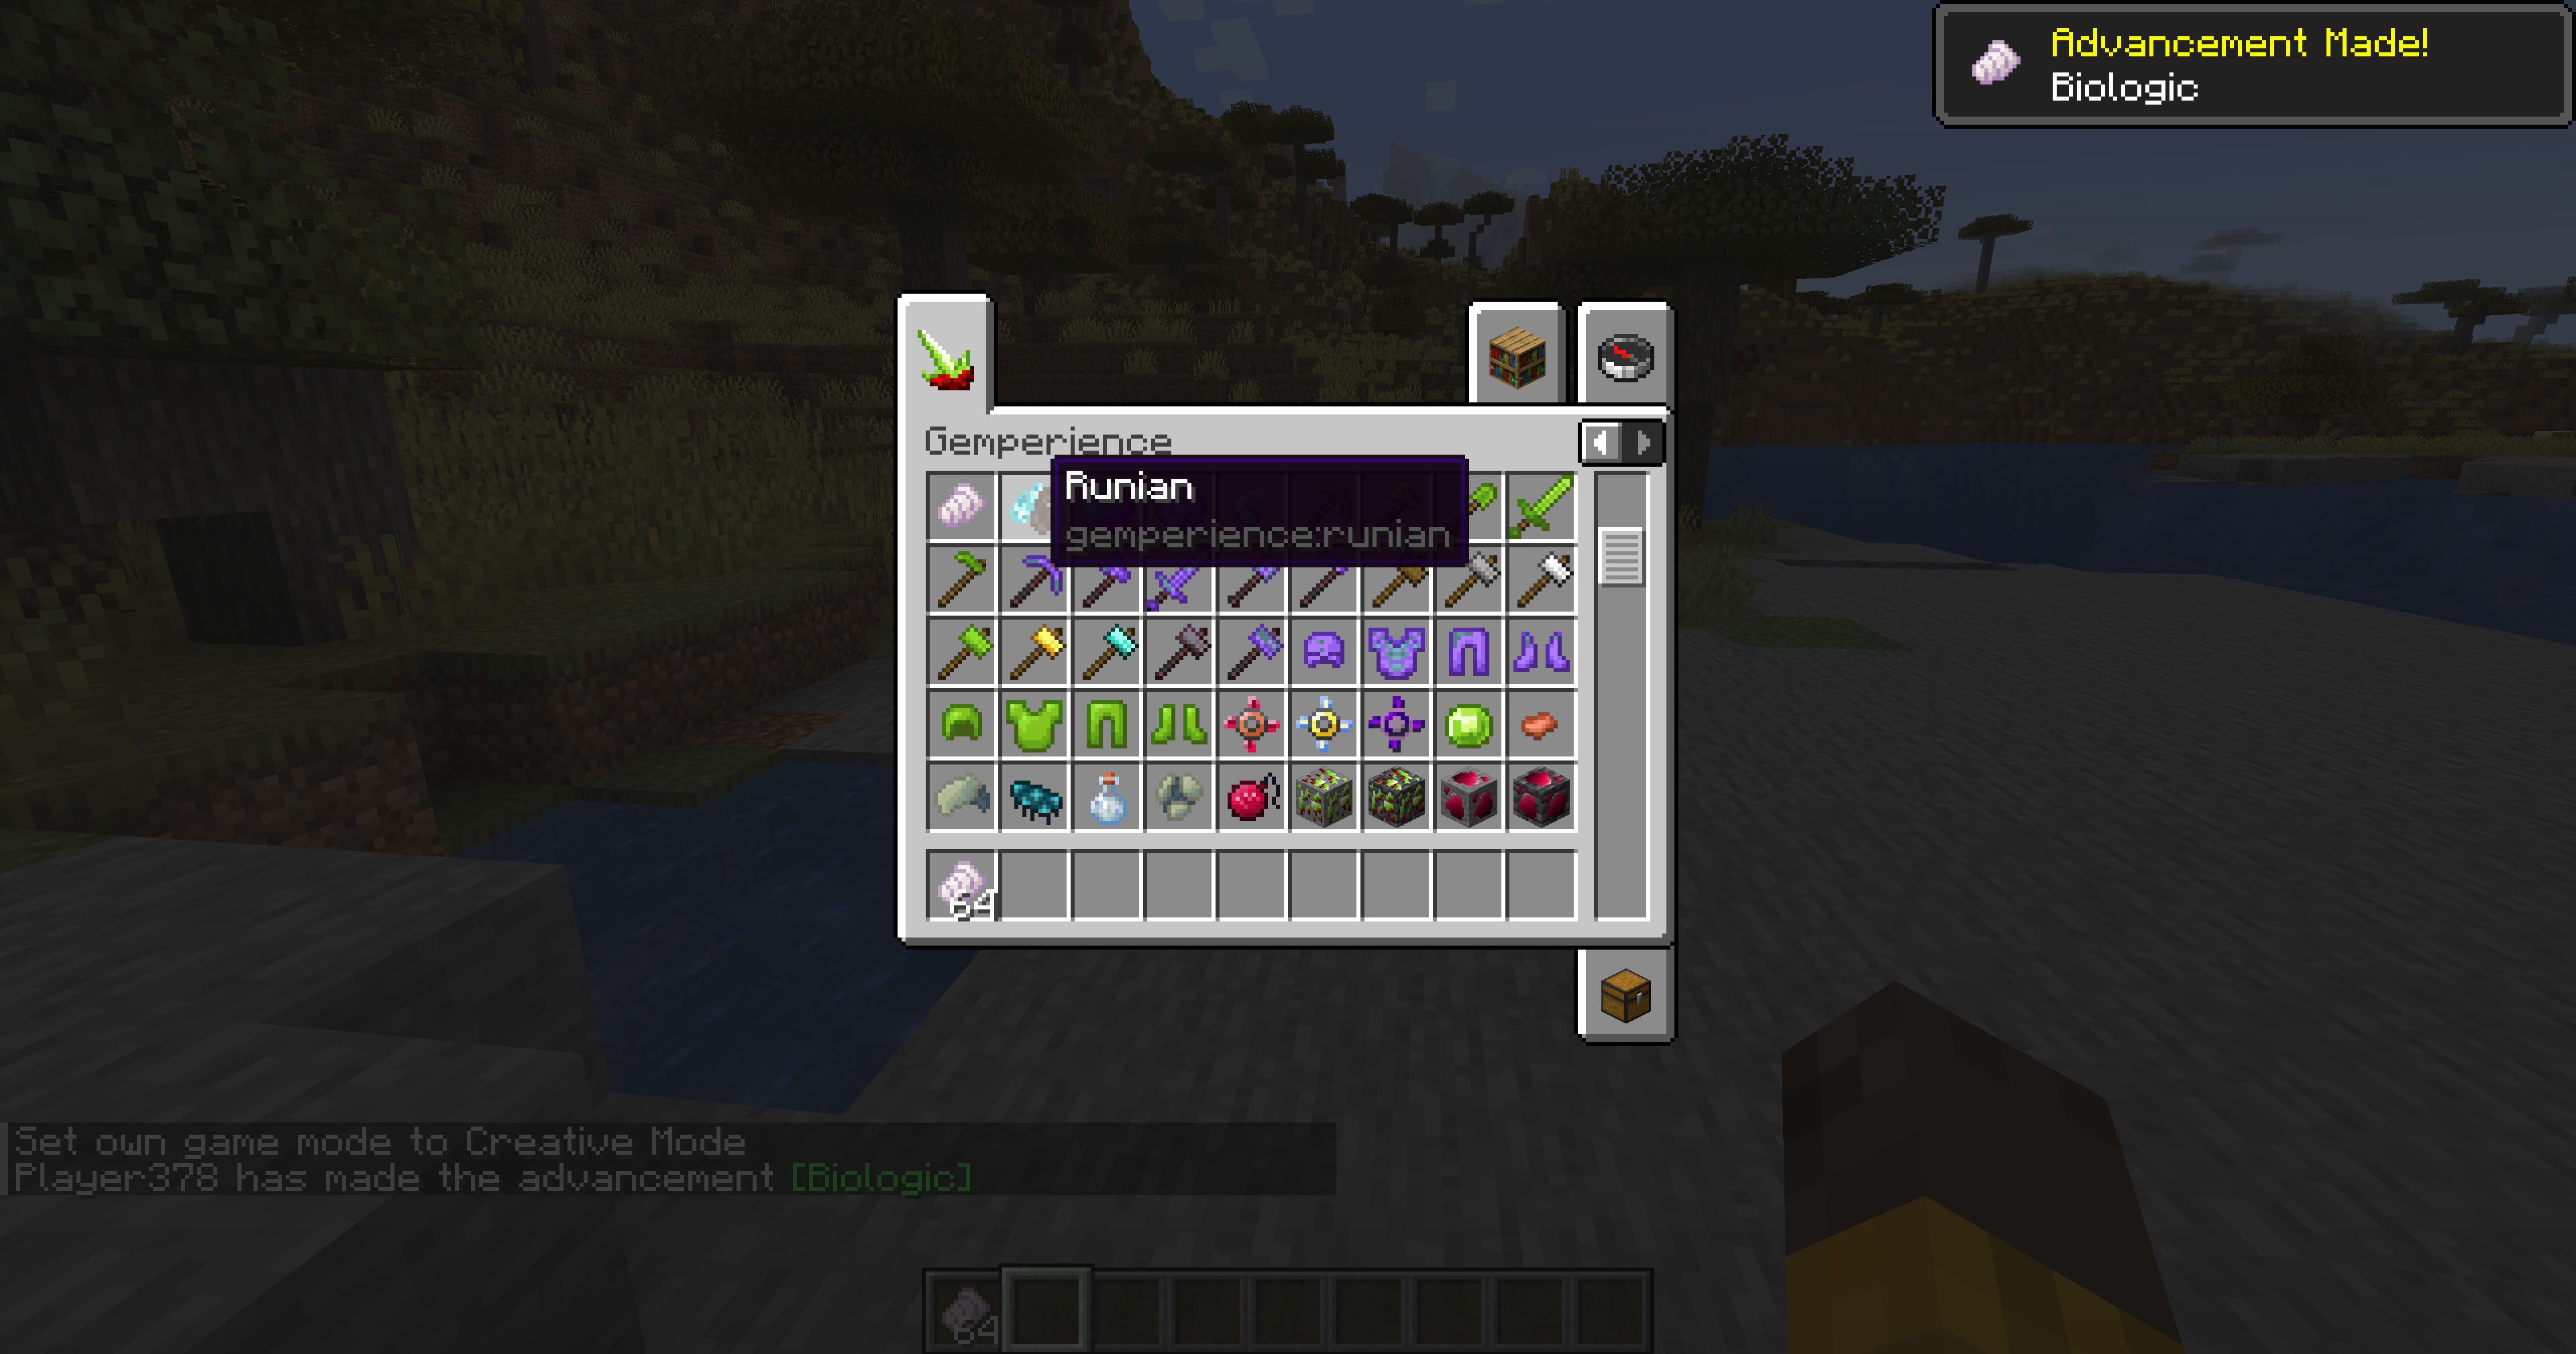 Advancement Made!
Biologic
Gemperience
Runian
gemperience:runian
64
Set own game mode to Creative Mode
Player378 has made the advancement [Biologic]
64